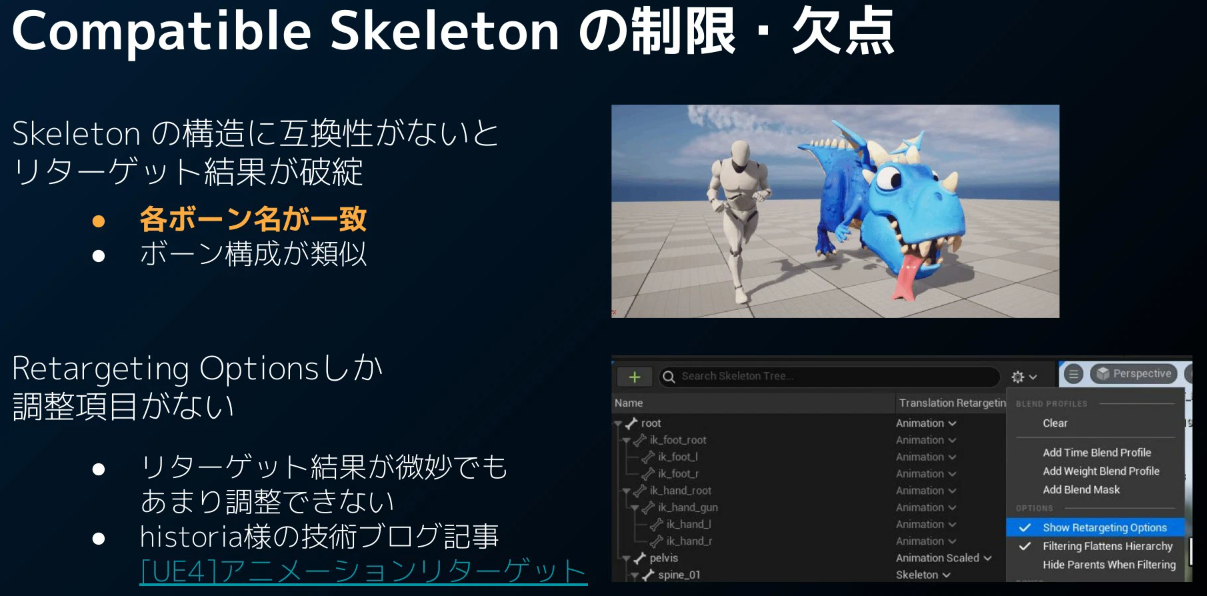 Compatible Skeleton の制限・欠点
Skeleton の構造に互換性がないと
リターゲット結果が破綻
● 各ボーン名が一致
● ボーン構成が類似
Retargeting Optionsしか
調整項目がない
● リターゲット結果が微妙でも
あまり調整できない
● historia様の技術ブログ記事
[UE4]アニメーションリターゲット
Search Skeleton Tree...
Perspective
Name
Translation Retargetin
root
Animation
ik_foot_root
Animation
ik_foot_l
Animation
ik_foot_r
Animation
ik_hand_root
Animation
ik_hand_gun
Animation
ik_hand_l
Animation
ik_hand_r
Animation
pelvis
Animation Scaled
spine_01
Skeleton
BLEND PROFILES
Clear
Add Time Blend Profile
Add Weight Blend Profile
Add Blend Mask
OPTIONS
Show Retargeting Options
Filtering Flattens Hierarchy
Hide Parents When Filtering